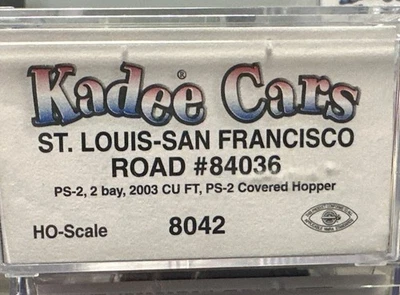 Kadee® Cars
ST. LOUIS-SAN FRANCISCO
ROAD #84036
PS-2, 2 bay, 2003 CU FT, PS-2 Covered Hopper
HO-Scale 8042